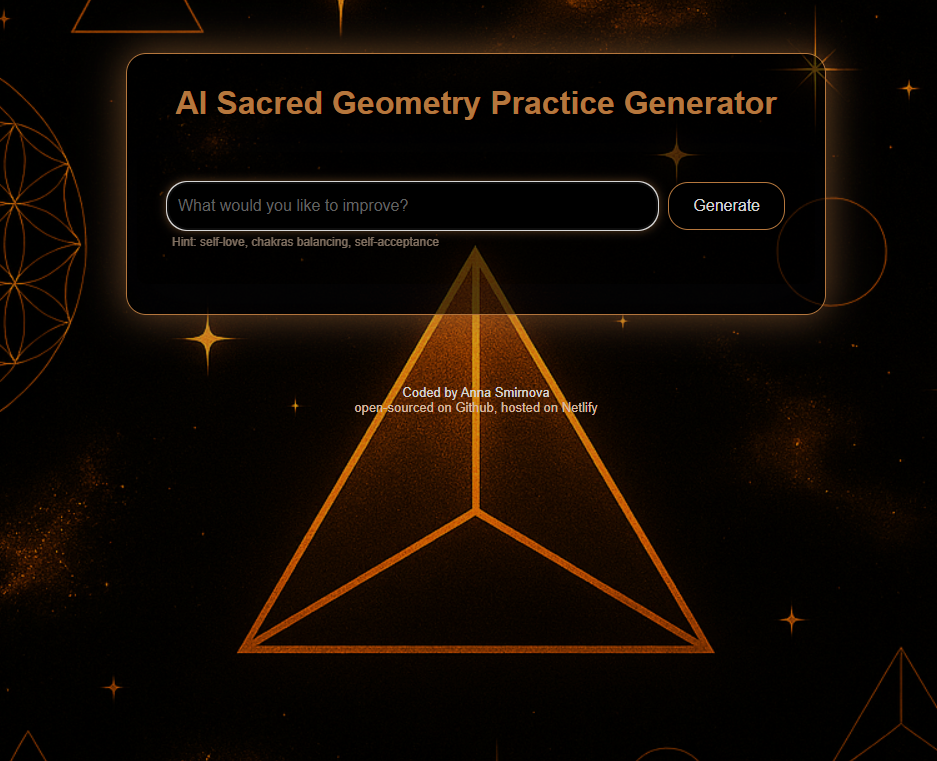 AI Sacred Geometry Practice Generator
What would you like to improve?
Generate
Hint: self-love, chakras balancing, self-acceptance
Coded by Anna Smirnova
open-sourced on Github, hosted on Netlify